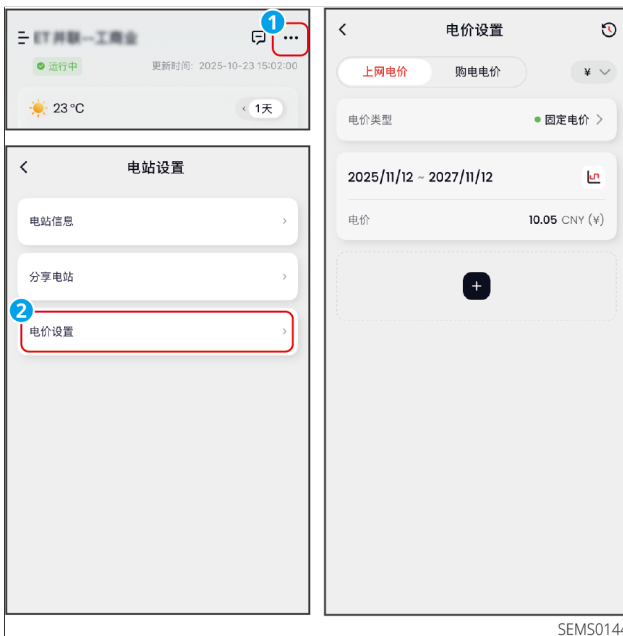 1
运行中
更新时间: 2025-10-23 15:02:00
23℃
1天
电站设置
电站信息
分享电站
2
电价设置
电价设置
上网电价
购电电价
¥
电价类型
固定电价
2025/11/12 ~ 2027/11/12
电价
10.05 CNY (¥)
+
SEMS0144